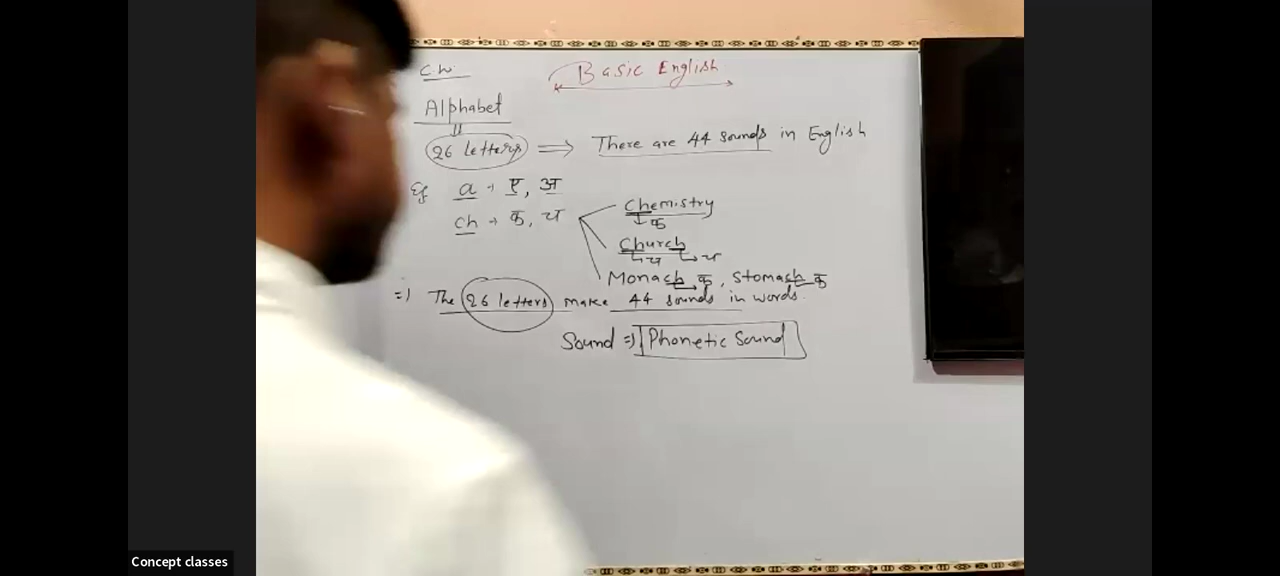 C.W
Basic English
Alphabet
26 letters ⇒ There are 44 sounds in English
Eg a → ए, अ
ch → क, च
Chemistry
क
Church
च च
Monach क, Stomach क
⇒ The 26 letters make 44 sounds in words.
Sound ⇒ Phonetic Sound
Concept classes